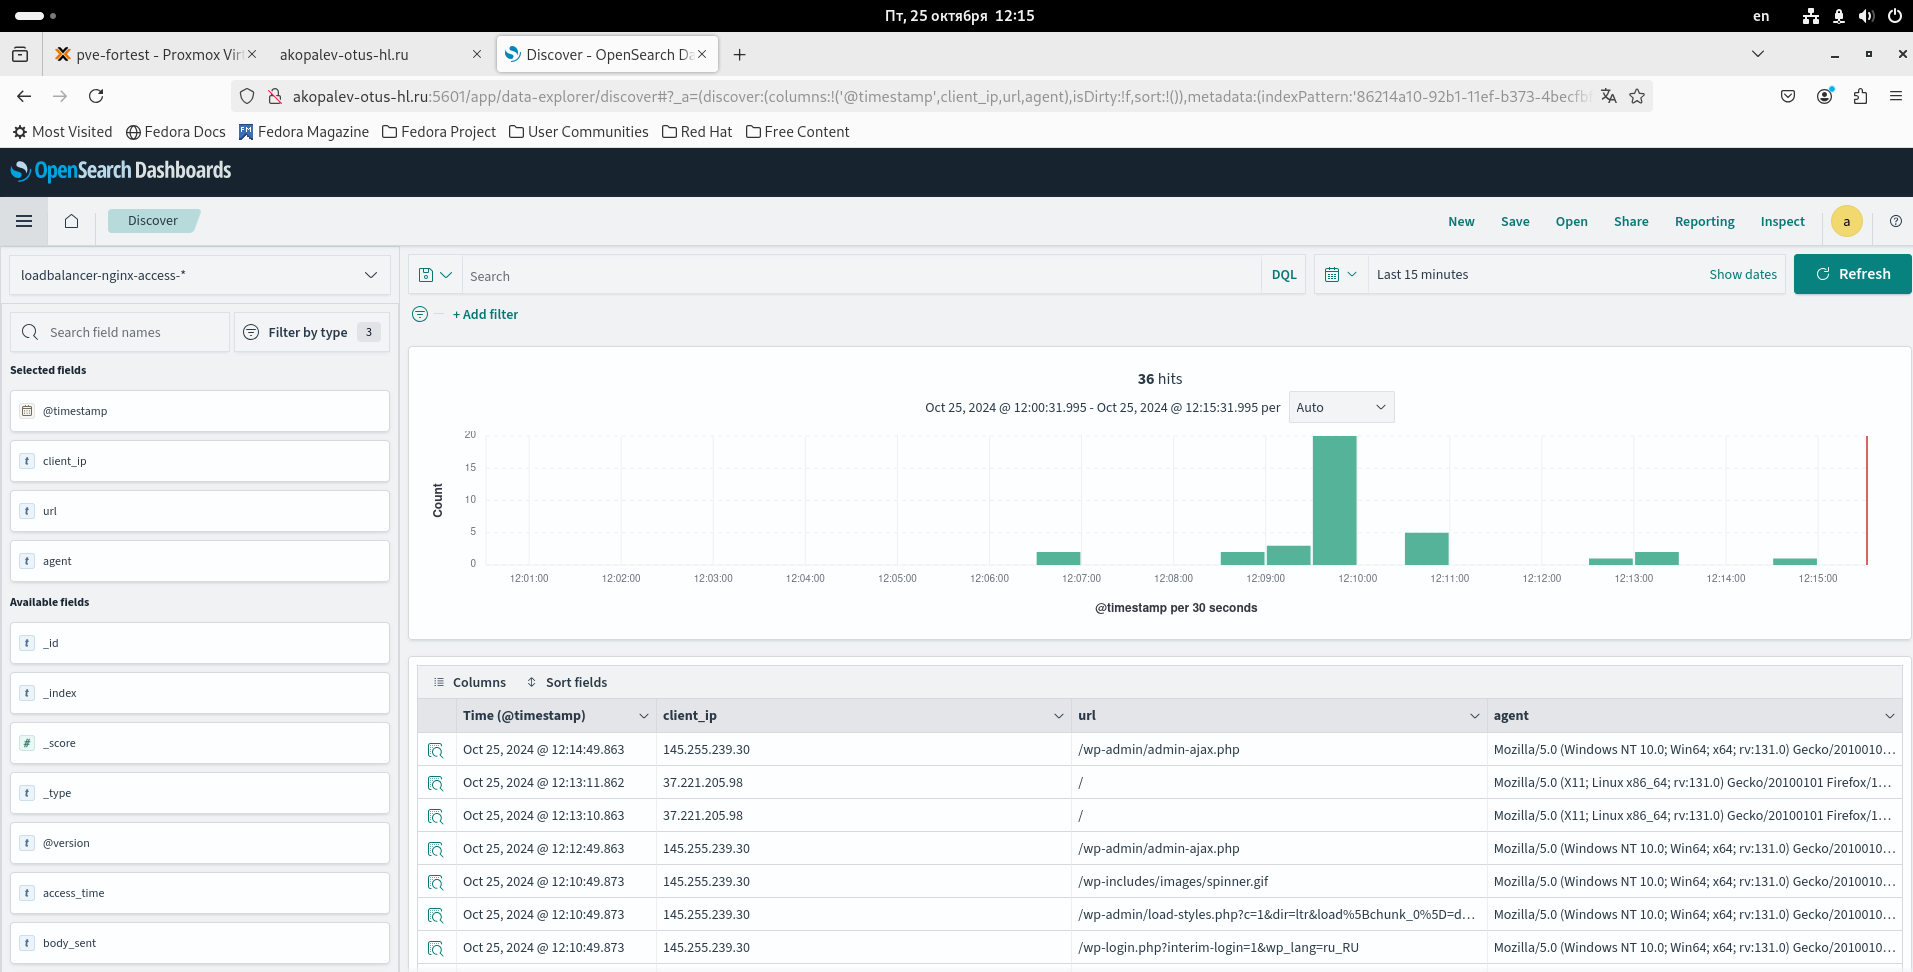 Пт, 25 октября 12:15
en
pve-fortest - Proxmox Virt
akopalev-otus-hl.ru
Discover - OpenSearch Da
akopalev-otus-hl.ru:5601/app/data-explorer/discover#?_a=(discover:(columns:!('@timestamp',client_ip,url,agent),isDirty:!f,sort:!()),metadata:(indexPattern:'86214a10-92b1-11ef-b373-4becfb
Most Visited
Fedora Docs
Fedora Magazine
Fedora Project
User Communities
Red Hat
Free Content
OpenSearch Dashboards
Discover
New
Save
Open
Share
Reporting
Inspect
a
loadbalancer-nginx-access-*
Search
DQL
Last 15 minutes
Show dates
Refresh
+ Add filter
Search field names
Filter by type 3
Selected fields
@timestamp
t client_ip
t url
t agent
Available fields
t _id
t _index
# _score
t _type
t @version
t access_time
t body_sent
36 hits
Oct 25, 2024 @ 12:00:31.995 - Oct 25, 2024 @ 12:15:31.995 per Auto
20
15
10
5
0
Count
12:01:00 12:02:00 12:03:00 12:04:00 12:05:00 12:06:00 12:07:00 12:08:00 12:09:00 12:10:00 12:11:00 12:12:00 12:13:00 12:14:00 12:15:00
@timestamp per 30 seconds
Columns Sort fields
Time (@timestamp) client_ip url agent
Oct 25, 2024 @ 12:14:49.863 145.255.239.30 /wp-admin/admin-ajax.php Mozilla/5.0 (Windows NT 10.0; Win64; x64; rv:131.0) Gecko/2010010…
Oct 25, 2024 @ 12:13:11.862 37.221.205.98 / Mozilla/5.0 (X11; Linux x86_64; rv:131.0) Gecko/20100101 Firefox/1…
Oct 25, 2024 @ 12:13:10.863 37.221.205.98 / Mozilla/5.0 (X11; Linux x86_64; rv:131.0) Gecko/20100101 Firefox/1…
Oct 25, 2024 @ 12:12:49.863 145.255.239.30 /wp-admin/admin-ajax.php Mozilla/5.0 (Windows NT 10.0; Win64; x64; rv:131.0) Gecko/2010010…
Oct 25, 2024 @ 12:10:49.873 145.255.239.30 /wp-includes/images/spinner.gif Mozilla/5.0 (Windows NT 10.0; Win64; x64; rv:131.0) Gecko/2010010…
Oct 25, 2024 @ 12:10:49.873 145.255.239.30 /wp-admin/load-styles.php?c=1&dir=ltr&load%5Bchunk_0%5D=d… Mozilla/5.0 (Windows NT 10.0; Win64; x64; rv:131.0) Gecko/2010010…
Oct 25, 2024 @ 12:10:49.873 145.255.239.30 /wp-login.php?interim-login=1&wp_lang=ru_RU Mozilla/5.0 (Windows NT 10.0; Win64; x64; rv:131.0) Gecko/2010010…